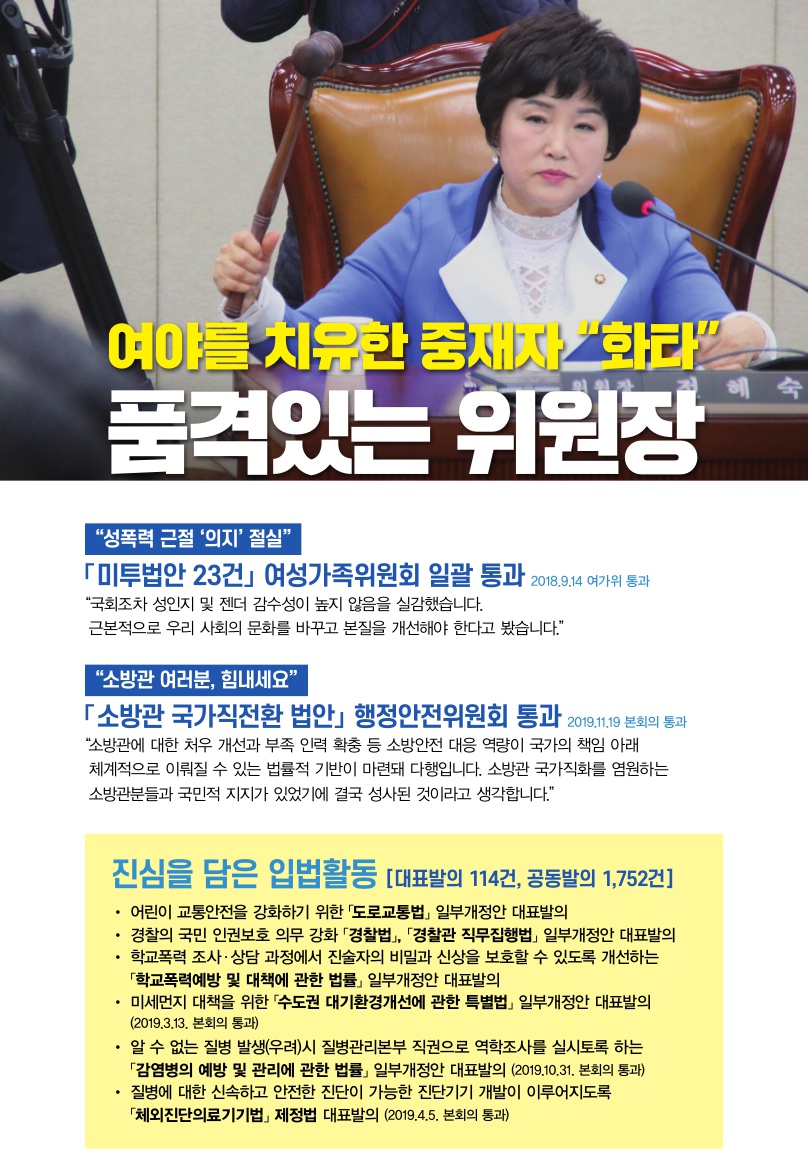 여야를 치유한 중재자 “화타”
위원장 전혜숙
품격있는 위원장
“성폭력 근절 ‘의지’ 절실”
「미투법안 23건」 여성가족위원회 일괄 통과 2018.9.14 여가위 통과
“국회조차 성인지 및 젠더 감수성이 높지 않음을 실감했습니다.
근본적으로 우리 사회의 문화를 바꾸고 본질을 개선해야 한다고 봤습니다.”
“소방관 여러분, 힘내세요”
「소방관 국가직전환 법안」 행정안전위원회 통과 2019.11.19 본회의 통과
“소방관에 대한 처우 개선과 부족 인력 확충 등 소방안전 대응 역량이 국가의 책임 아래
체계적으로 이뤄질 수 있는 법률적 기반이 마련돼 다행입니다. 소방관 국가직화를 염원하는
소방관분들과 국민적 지지가 있었기에 결국 성사된 것이라고 생각합니다.”
진심을 담은 입법활동 [대표발의 114건, 공동발의 1,752건]
• 어린이 교통안전을 강화하기 위한 「도로교통법」 일부개정안 대표발의
• 경찰의 국민 인권보호 의무 강화 「경찰법」, 「경찰관 직무집행법」 일부개정안 대표발의
• 학교폭력 조사·상담 과정에서 진술자의 비밀과 신상을 보호할 수 있도록 개선하는
「학교폭력예방 및 대책에 관한 법률」 일부개정안 대표발의
• 미세먼지 대책을 위한 「수도권 대기환경개선에 관한 특별법」 일부개정안 대표발의
(2019.3.13. 본회의 통과)
• 알 수 없는 질병 발생(우려)시 질병관리본부 직권으로 역학조사를 실시토록 하는
「감염병의 예방 및 관리에 관한 법률」 일부개정안 대표발의 (2019.10.31. 본회의 통과)
• 질병에 대한 신속하고 안전한 진단이 가능한 진단기기 개발이 이루어지도록
「체외진단의료기기법」 제정법 대표발의 (2019.4.5. 본회의 통과)